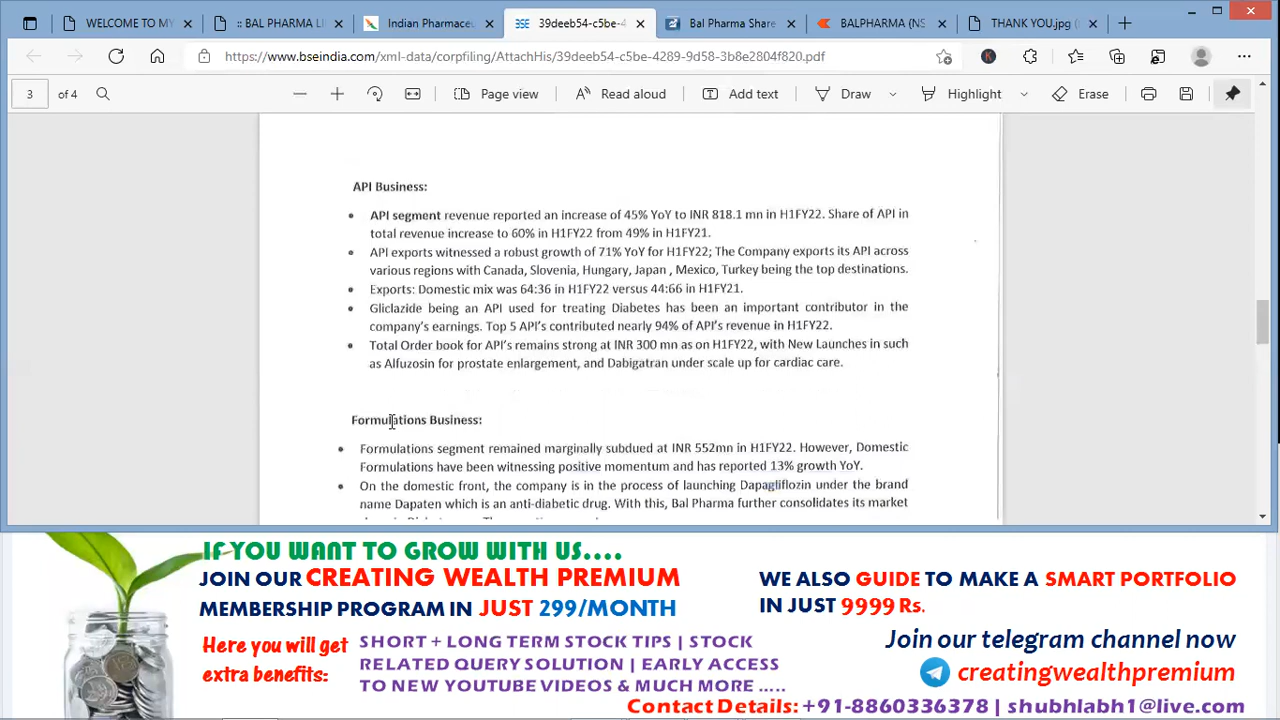 WELCOME TO MY
:: BAL PHARMA LI
Indian Pharmaceu
39deeb54-c5be-4
Bal Pharma Share
BALPHARMA (NS
THANK YOU.jpg (
https://www.bseindia.com/xml-data/corpfiling/AttachHis/39deeb54-c5be-4289-9d58-3b8e2804f820.pdf
3 of 4
Page view
Read aloud
Add text
Draw
Highlight
Erase
API Business:
• API segment revenue reported an increase of 45% YoY to INR 818.1 mn in H1FY22. Share of API in
total revenue increase to 60% in H1FY22 from 49% in H1FY21.
• API exports witnessed a robust growth of 71% YoY for H1FY22; The Company exports its API across
various regions with Canada, Slovenia, Hungary, Japan , Mexico, Turkey being the top destinations.
• Exports: Domestic mix was 64:36 in H1FY22 versus 44:66 in H1FY21.
• Gliclazide being an API used for treating Diabetes has been an important contributor in the
company's earnings. Top 5 API's contributed nearly 94% of API's revenue in H1FY22.
• Total Order book for API's remains strong at INR 300 mn as on H1FY22, with New Launches in such
as Alfuzosin for prostate enlargement, and Dabigatran under scale up for cardiac care.
Formulations Business:
• Formulations segment remained marginally subdued at INR 552mn in H1FY22. However, Domestic
Formulations have been witnessing positive momentum and has reported 13% growth YoY.
• On the domestic front, the company is in the process of launching Dapagliflozin under the brand
name Dapaten which is an anti-diabetic drug. With this, Bal Pharma further consolidates its market
IF YOU WANT TO GROW WITH US....
JOIN OUR CREATING WEALTH PREMIUM
MEMBERSHIP PROGRAM IN JUST 299/MONTH
Here you will get
extra benefits:
SHORT + LONG TERM STOCK TIPS | STOCK
RELATED QUERY SOLUTION | EARLY ACCESS
TO NEW YOUTUBE VIDEOS & MUCH MORE .....
WE ALSO GUIDE TO MAKE A SMART PORTFOLIO
IN JUST 9999 Rs.
Join our telegram channel now
creatingwealthpremium
Contact Details: +91-8860336378 | shubhlabh1@live.com